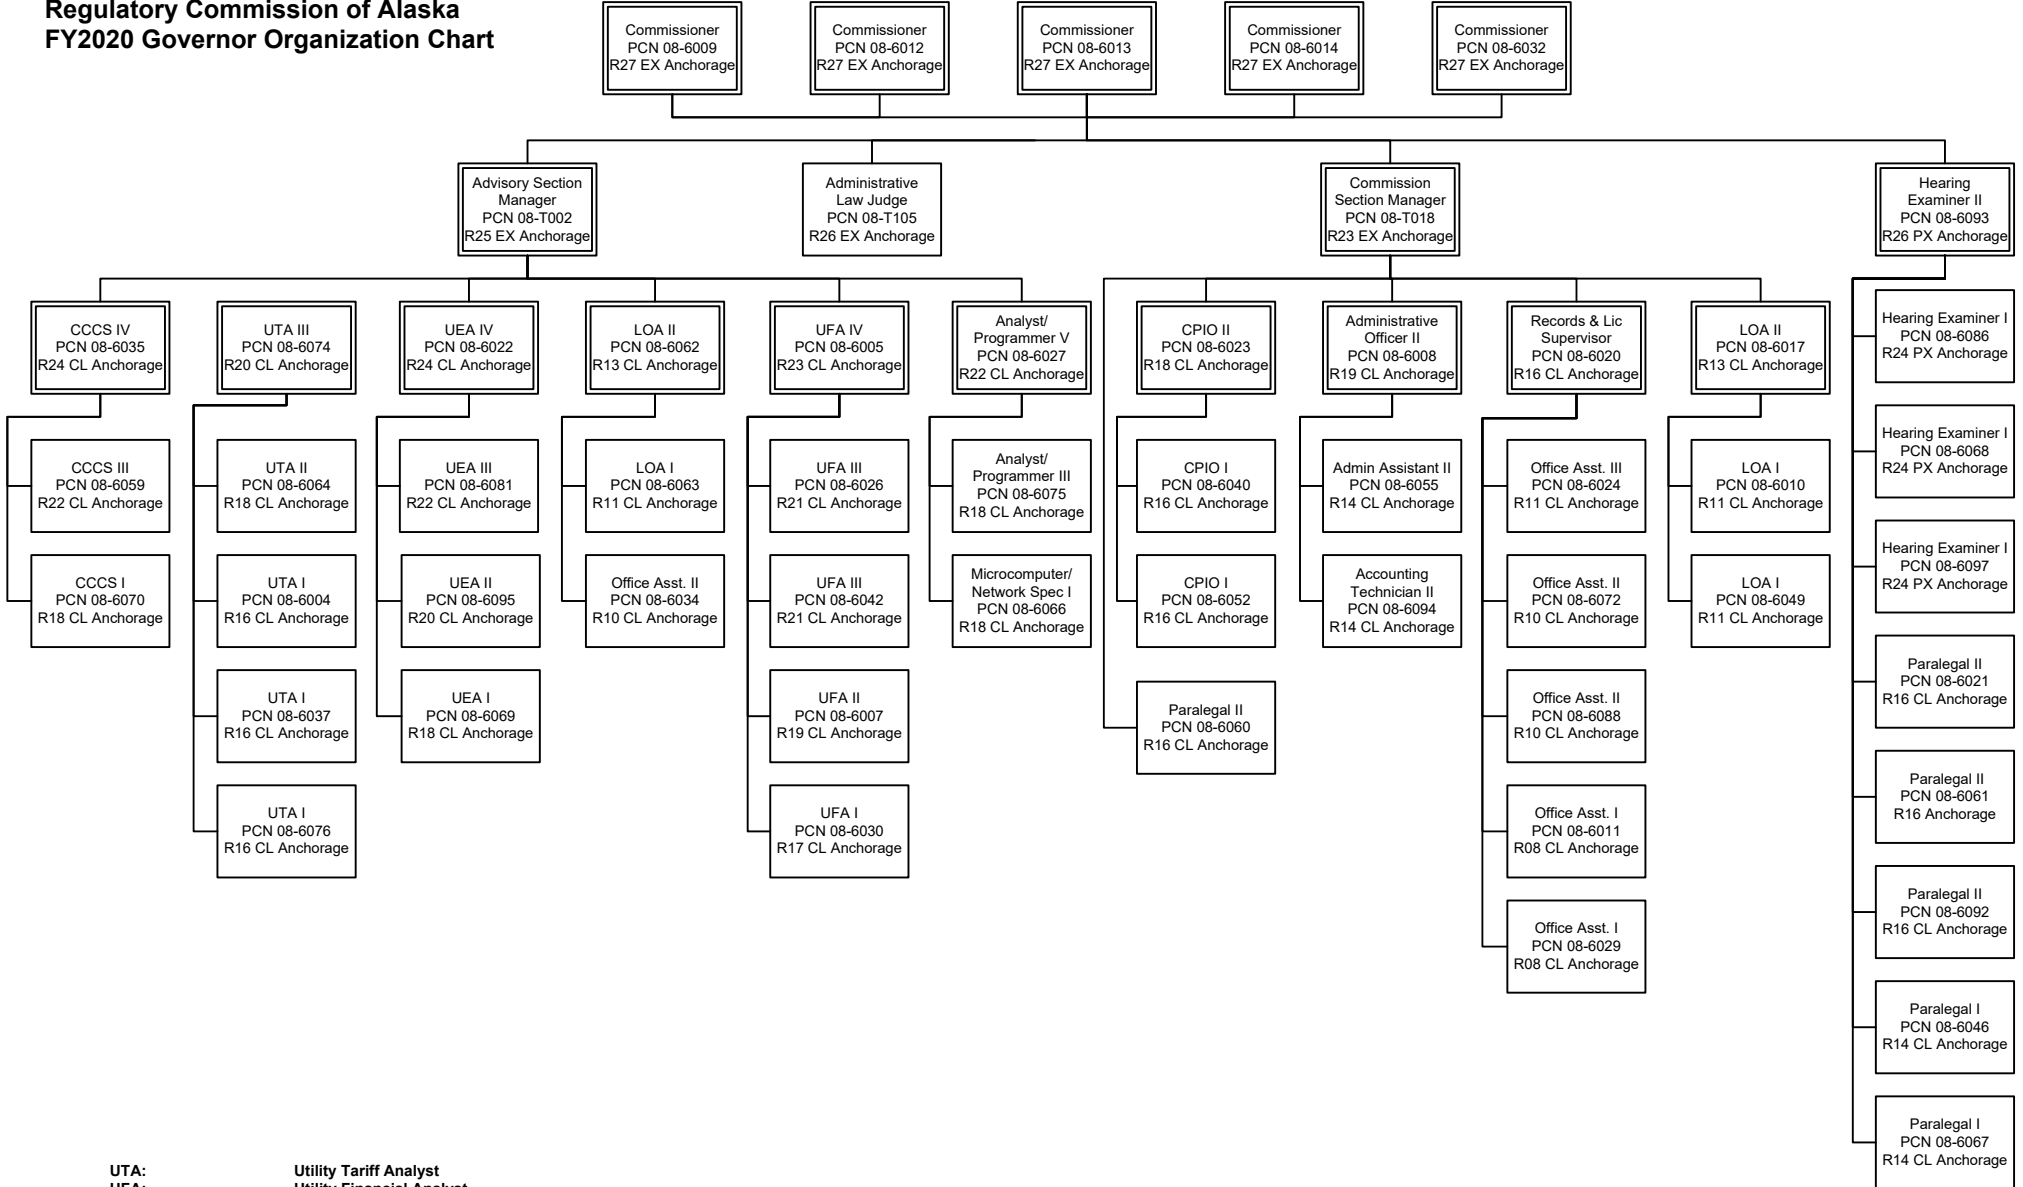 Regulatory Commission of Alaska
FY2020 Governor Organization Chart
Commissioner
PCN 08-6009
R27 EX Anchorage
Commissioner
PCN 08-6012
R27 EX Anchorage
Commissioner
PCN 08-6013
R27 EX Anchorage
Commissioner
PCN 08-6014
R27 EX Anchorage
Commissioner
PCN 08-6032
R27 EX Anchorage
Advisory Section
Manager
PCN 08-T002
R25 EX Anchorage
Administrative
Law Judge
PCN 08-T105
R26 EX Anchorage
Commission
Section Manager
PCN 08-T018
R23 EX Anchorage
Hearing
Examiner II
PCN 08-6093
R26 PX Anchorage
CCCS IV
PCN 08-6035
R24 CL Anchorage
UTA III
PCN 08-6074
R20 CL Anchorage
UEA IV
PCN 08-6022
R24 CL Anchorage
LOA II
PCN 08-6062
R13 CL Anchorage
UFA IV
PCN 08-6005
R23 CL Anchorage
Analyst/
Programmer V
PCN 08-6027
R22 CL Anchorage
CPIO II
PCN 08-6023
R18 CL Anchorage
Administrative
Officer II
PCN 08-6008
R19 CL Anchorage
Records & Lic
Supervisor
PCN 08-6020
R16 CL Anchorage
LOA II
PCN 08-6017
R13 CL Anchorage
Hearing Examiner I
PCN 08-6086
R24 PX Anchorage
Hearing Examiner I
PCN 08-6068
R24 PX Anchorage
CCCS III
PCN 08-6059
R22 CL Anchorage
UTA II
PCN 08-6064
R18 CL Anchorage
UEA III
PCN 08-6081
R22 CL Anchorage
LOA I
PCN 08-6063
R11 CL Anchorage
UFA III
PCN 08-6026
R21 CL Anchorage
Analyst/
Programmer III
PCN 08-6075
R18 CL Anchorage
CPIO I
PCN 08-6040
R16 CL Anchorage
Admin Assistant II
PCN 08-6055
R14 CL Anchorage
Office Asst. III
PCN 08-6024
R11 CL Anchorage
LOA I
PCN 08-6010
R11 CL Anchorage
Hearing Examiner I
PCN 08-6097
R24 PX Anchorage
CCCS I
PCN 08-6070
R18 CL Anchorage
UTA I
PCN 08-6004
R16 CL Anchorage
UEA II
PCN 08-6095
R20 CL Anchorage
Office Asst. II
PCN 08-6034
R10 CL Anchorage
UFA III
PCN 08-6042
R21 CL Anchorage
Microcomputer/
Network Spec I
PCN 08-6066
R18 CL Anchorage
CPIO I
PCN 08-6052
R16 CL Anchorage
Accounting
Technician II
PCN 08-6094
R14 CL Anchorage
Office Asst. II
PCN 08-6072
R10 CL Anchorage
LOA I
PCN 08-6049
R11 CL Anchorage
Paralegal II
PCN 08-6021
R16 CL Anchorage
UTA I
PCN 08-6037
R16 CL Anchorage
UEA I
PCN 08-6069
R18 CL Anchorage
UFA II
PCN 08-6007
R19 CL Anchorage
Paralegal II
PCN 08-6060
R16 CL Anchorage
Office Asst. II
PCN 08-6088
R10 CL Anchorage
Paralegal II
PCN 08-6061
R16 Anchorage
UTA I
PCN 08-6076
R16 CL Anchorage
UFA I
PCN 08-6030
R17 CL Anchorage
Office Asst. I
PCN 08-6011
R08 CL Anchorage
Paralegal II
PCN 08-6092
R16 CL Anchorage
Office Asst. I
PCN 08-6029
R08 CL Anchorage
Paralegal I
PCN 08-6046
R14 CL Anchorage
Paralegal I
PCN 08-6067
R14 CL Anchorage
UTA: Utility Tariff Analyst
UFA: Utility Financial Analyst